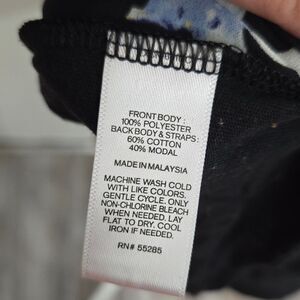 FRONT BODY :
100% POLYESTER
BACK BODY & STRAPS:
60% COTTON
40% MODAL
MADE IN MALAYSIA
MACHINE WASH COLD
WITH LIKE COLORS.
GENTLE CYCLE. ONLY
NON-CHLORINE BLEACH
WHEN NEEDED. LAY
FLAT TO DRY. COOL
IRON IF NEEDED.
RN# 55285